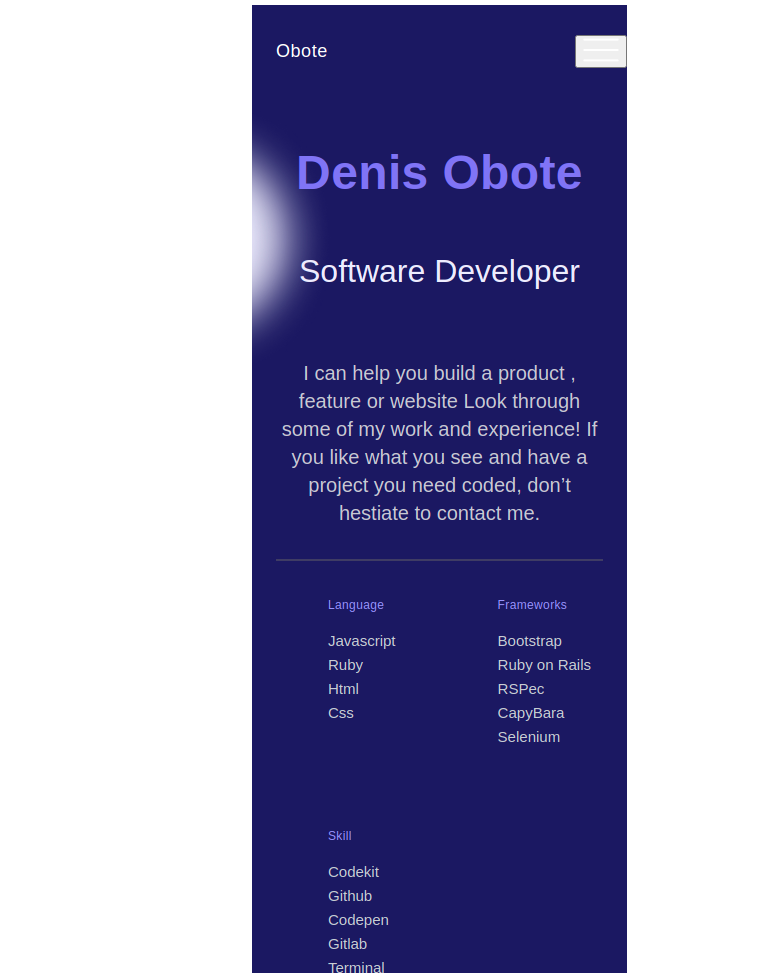 Obote
Denis Obote
Software Developer
I can help you build a product ,
feature or website Look through
some of my work and experience! If
you like what you see and have a
project you need coded, don’t
hestiate to contact me.
Language
Javascript
Ruby
Html
Css
Frameworks
Bootstrap
Ruby on Rails
RSPec
CapyBara
Selenium
Skill
Codekit
Github
Codepen
Gitlab
Terminal